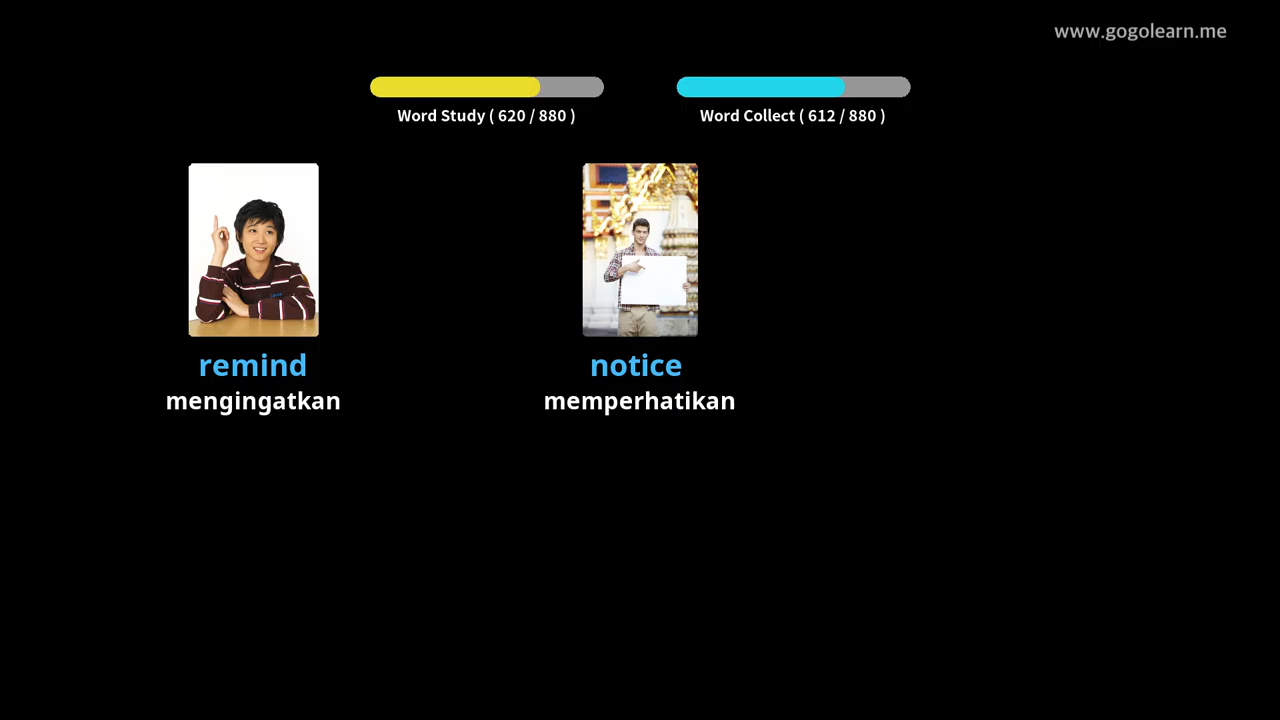 www.gogolearn.me
Word Study ( 620 / 880 )
Word Collect ( 612 / 880 )
remind
mengingatkan
notice
memperhatikan